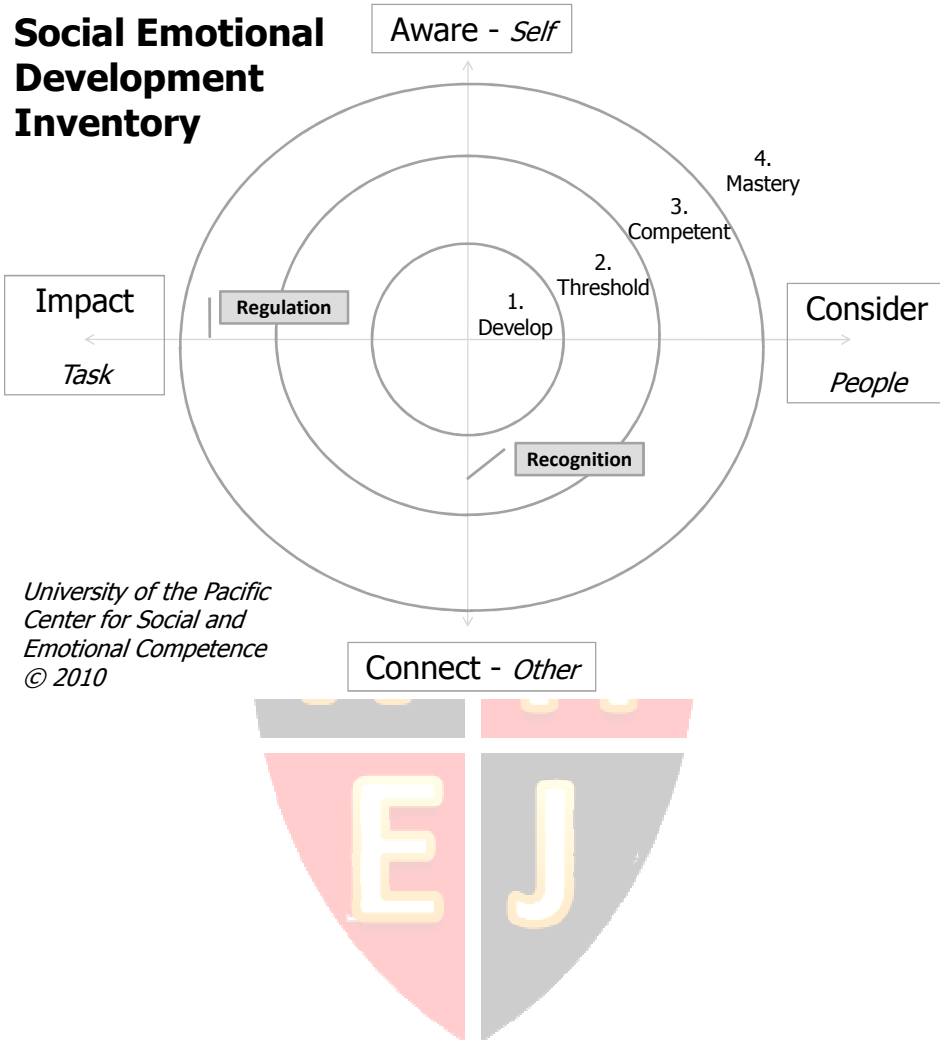 Social Emotional
Development
Inventory
Aware - Self
4.
Mastery
3.
Competent
2.
Threshold
1.
Develop
Impact
Task
Regulation
Consider
People
Recognition
University of the Pacific
Center for Social and
Emotional Competence
© 2010
Connect - Other
E J